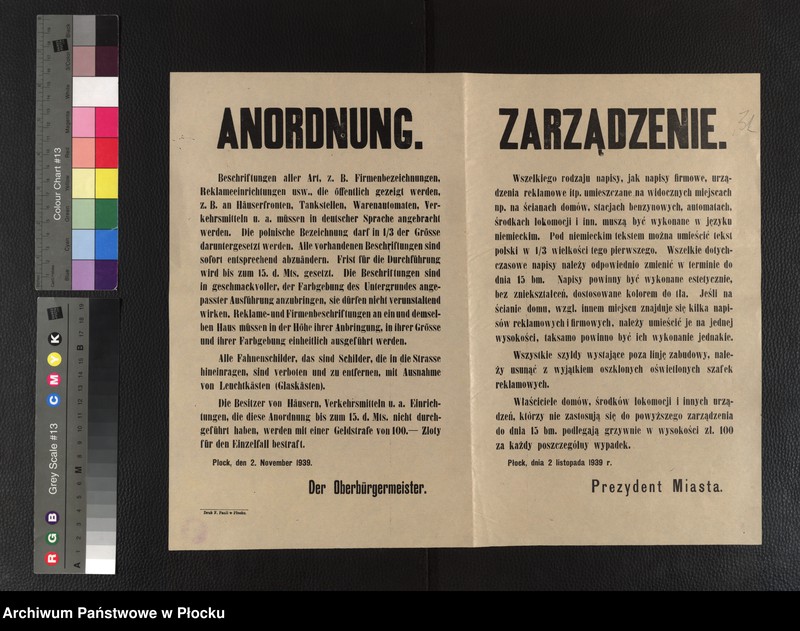 ANORDNUNG.
Beschriftungen aller Art, z. B. Firmenbezeichnungen,
Reklameeinrichtungen usw., die öffentlich gezeigt werden,
z. B. an Häuserfronten, Tankstellen, Warenautomaten, Ver-
kehrsmitteln u. a. müssen in deutscher Sprache angebracht
werden. Die polnische Bezeichnung darf in 1/3 der Grösse
daruntergesetzt werden. Alle vorhandenen Beschriftungen sind
sofort entsprechend abzuändern. Frist für die Durchführung
wird bis zum 15. d. Mts. gesetzt. Die Beschriftungen sind
in geschmackvoller, der Farbgebung des Untergrundes ange-
passter Ausführung anzubringen, sie dürfen nicht verunstaltend
wirken. Reklame-und Firmenbeschriftungen an ein und demsel-
ben Haus müssen in der Höhe ihrer Anbringung, in ihrer Grösse
und ihrer Farbgebung einheitlich ausgeführt werden.
Alle Fahnenschilder, das sind Schilder, die in die Strasse
hineinragen, sind verboten und zu entfernen, mit Ausnahme
von Leuchtkästen (Glaskästen).
Die Besitzer von Häusern, Verkehrsmitteln u. a. Einrich-
tungen, die diese Anordnung bis zum 15. d. Mts. nicht durch-
geführt haben, werden mit einer Geldstrafe von 100.— Zloty
für den Einzelfall bestraft.
Płock, den 2. November 1939.
Der Oberbürgermeister.
ZARZĄDZENIE.
Wszelkiego rodzaju napisy, jak napisy firmowe, urzą-
dzenia reklamowe itp. umieszczane na widocznych miejscach
np. na ścianach domów, stacjach benzynowych, automatach,
środkach lokomocji i inn. muszą być wykonane w języku
niemieckim. Pod niemieckim tekstem można umieścić tekst
polski w 1/3 wielkości tego pierwszego. Wszelkie dotych-
czasowe napisy należy odpowiednio zmienić w terminie do
dnia 15 bm. Napisy powinny być wykonane estetycznie,
bez zniekształceń, dostosowane kolorem do tła. Jeśli na
ścianie domu, wzgl. innem miejscu znajduje się kilka napi-
sów reklamowych i firmowych, należy umieścić je na jednej
wysokości, taksamo powinno być ich wykonanie jednakie.
Wszystkie szyldy wystające poza linję zabudowy, nale-
ży usunąć z wyjątkiem oszklonych oświetlonych szafek
reklamowych.
Właściciele domów, środków lokomocji i innych urzą-
dzeń, którzy nie zastosują się do powyższego zarządzenia
do dnia 15 bm. podlegają grzywnie w wysokości zł. 100
za każdy poszczególny wypadek.
Płock, dnia 2 listopada 1939 r.
Prezydent Miasta.
Colour Chart #13
Grey Scale #13
R G B C M Y K
Archiwum Państwowe w Płocku